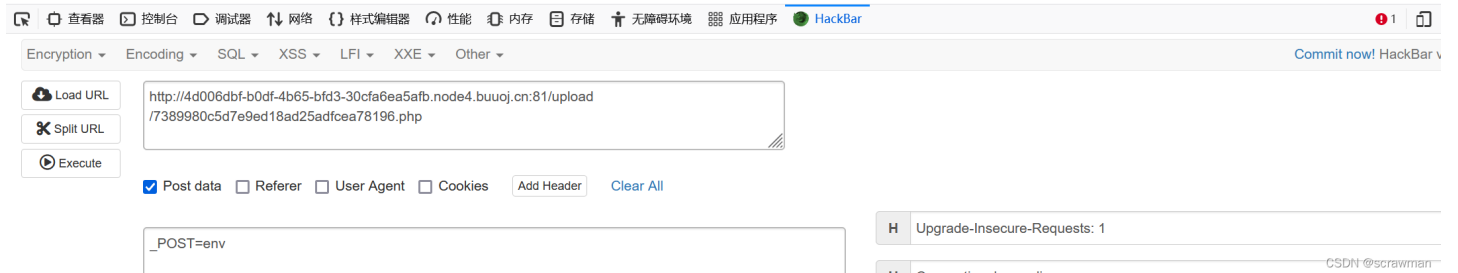 查看器 控制台 调试器 网络 样式编辑器 性能 内存 存储 无障碍环境 应用程序 HackBar 1
Encryption Encoding SQL XSS LFI XXE Other Commit now! HackBar v
Load URL
Split URL
Execute
http://4d006dbf-b0df-4b65-bfd3-30cfa6ea5afb.node4.buuoj.cn:81/upload
/7389980c5d7e9ed18ad25adfcea78196.php
Post data Referer User Agent Cookies Add Header Clear All
H Upgrade-Insecure-Requests: 1
_POST=env
CSDN @scrawman